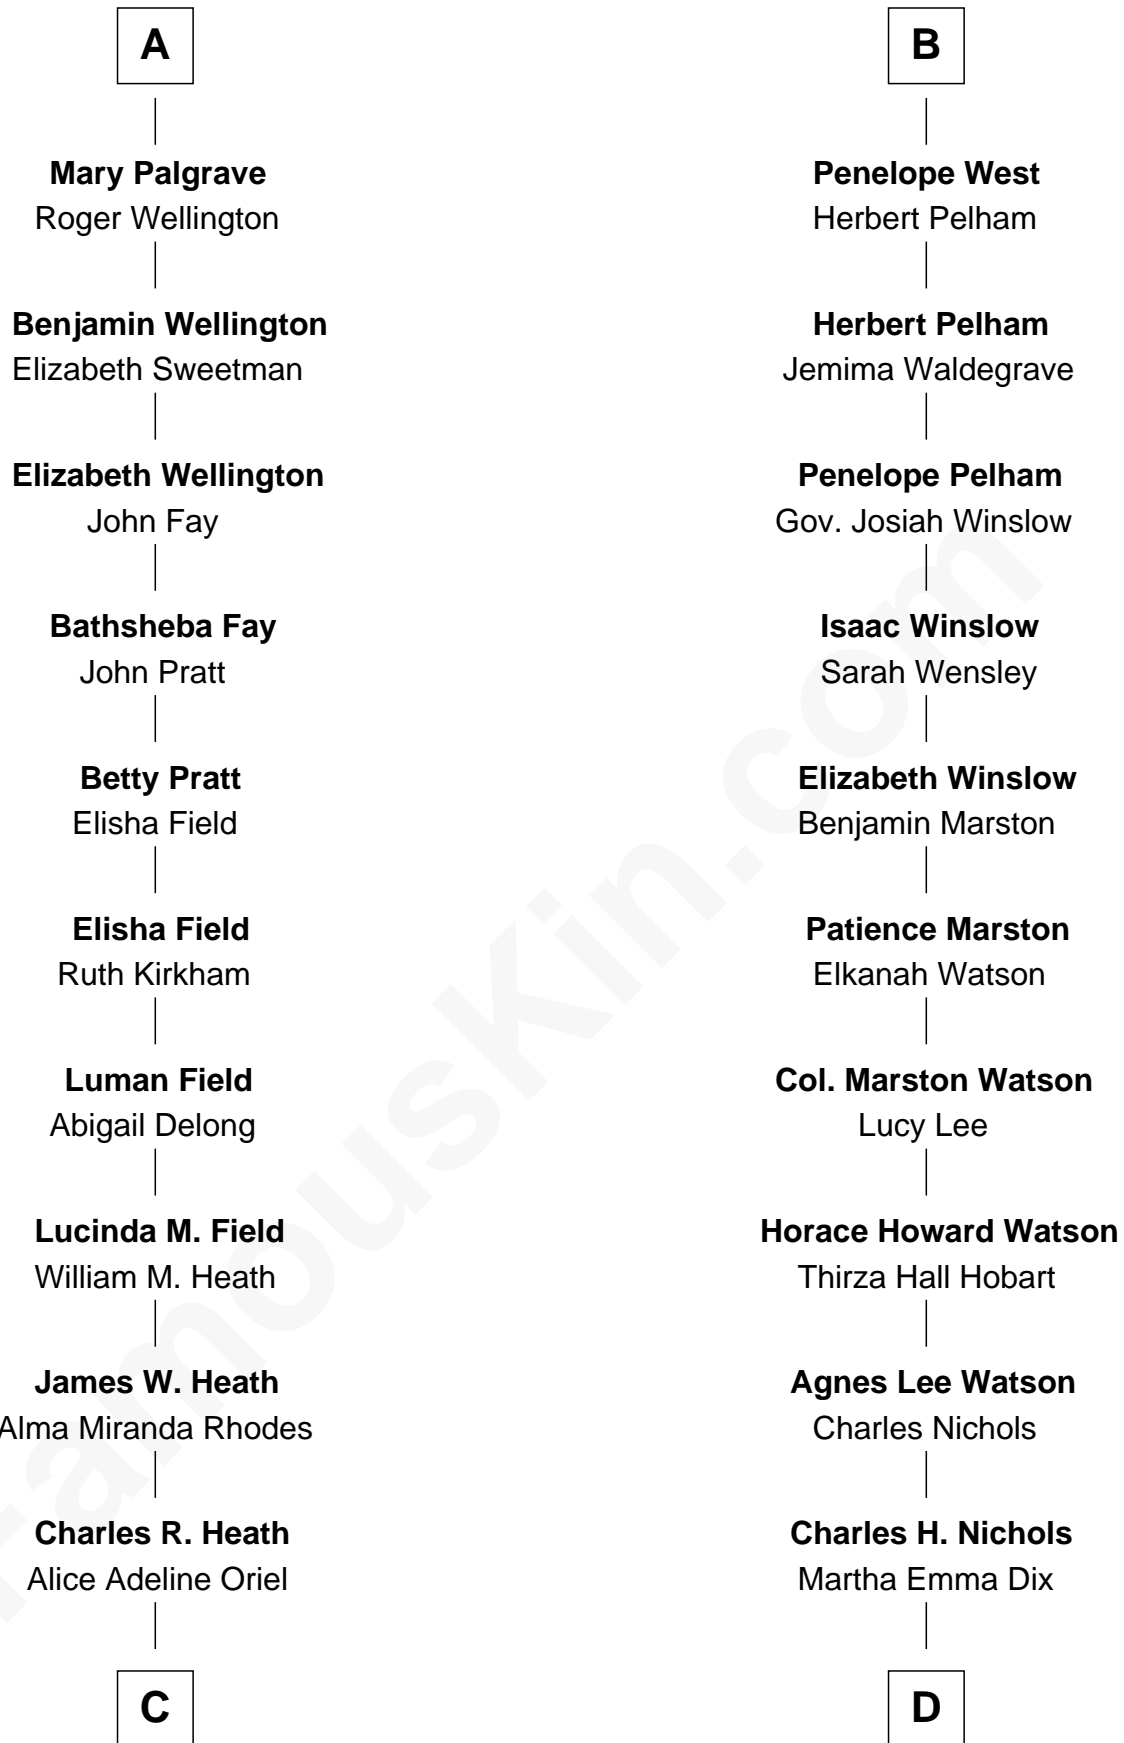 A
Mary Palgrave
Roger Wellington
Benjamin Wellington
Elizabeth Sweetman
Elizabeth Wellington
John Fay
Bathsheba Fay
John Pratt
Betty Pratt
Elisha Field
Elisha Field
Ruth Kirkham
Luman Field
Abigail Delong
Lucinda M. Field
William M. Heath
James W. Heath
Alma Miranda Rhodes
Charles R. Heath
Alice Adeline Oriel
C
B
Penelope West
Herbert Pelham
Herbert Pelham
Jemima Waldegrave
Penelope Pelham
Gov. Josiah Winslow
Isaac Winslow
Sarah Wensley
Elizabeth Winslow
Benjamin Marston
Patience Marston
Elkanah Watson
Col. Marston Watson
Lucy Lee
Horace Howard Watson
Thirza Hall Hobart
Agnes Lee Watson
Charles Nichols
Charles H. Nichols
Martha Emma Dix
D
FamousKin.com